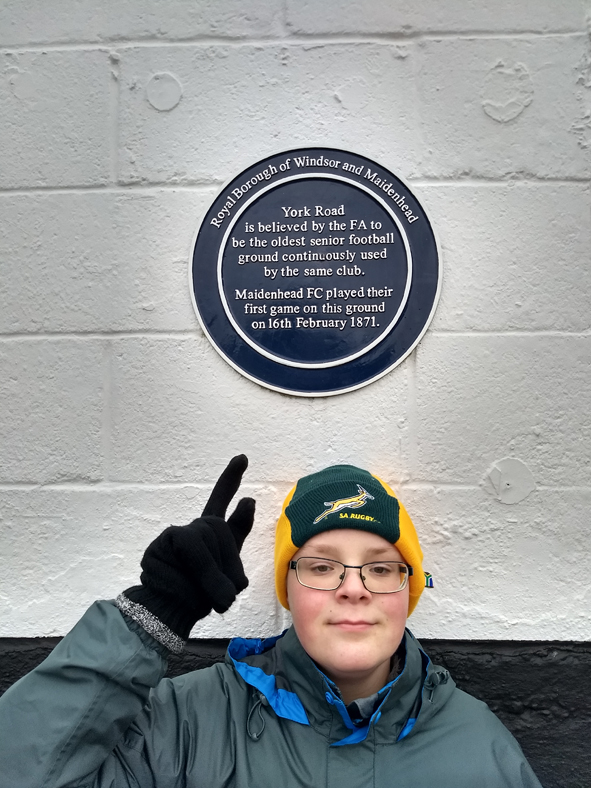 Royal Borough of Windsor and Maidenhead
York Road
is believed by the FA to
be the oldest senior football
ground continuously used
by the same club.
Maidenhead FC played their
first game on this ground
on 16th February 1871.
SA RUGBY